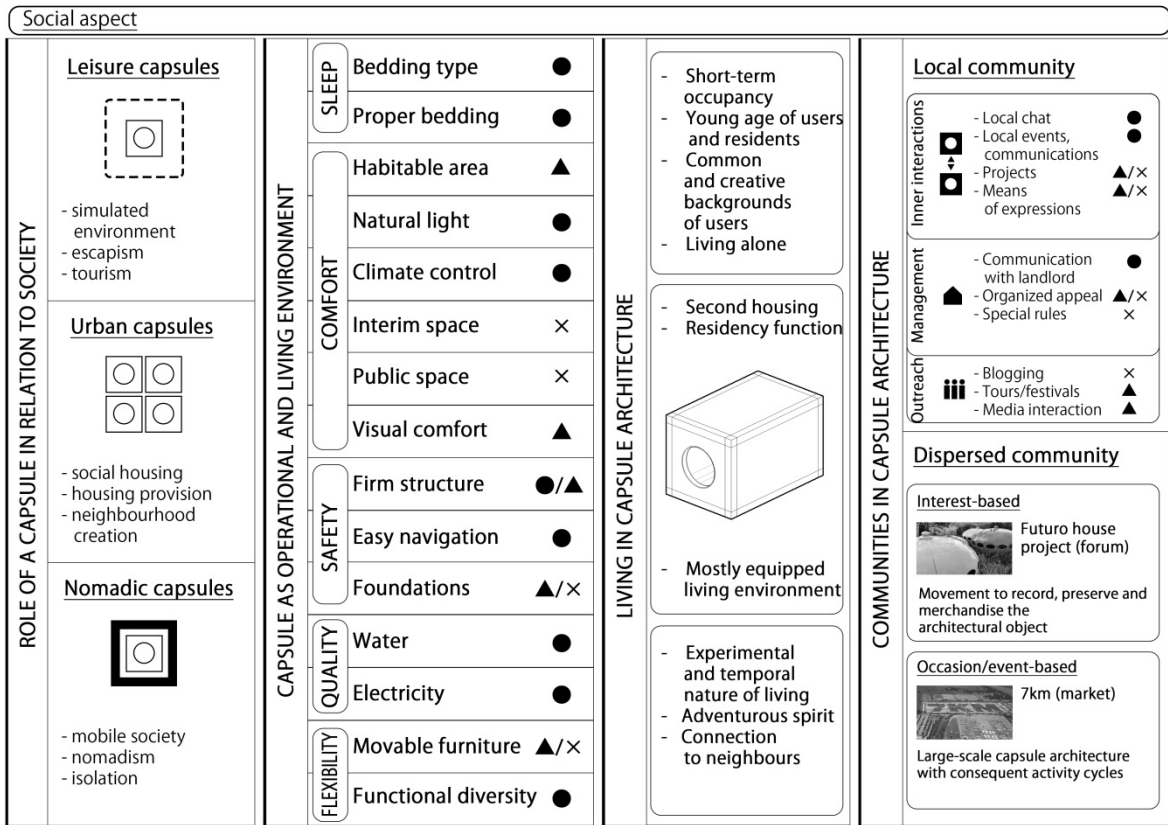 Social aspect
ROLE OF A CAPSULE IN RELATION TO SOCIETY
Leisure capsules
- simulated
environment
- escapism
- tourism
Urban capsules
- social housing
- housing provision
- neighbourhood
creation
Nomadic capsules
- mobile society
- nomadism
- isolation
CAPSULE AS OPERATIONAL AND LIVING ENVIRONMENT
SLEEP
Bedding type ●
Proper bedding ●
COMFORT
Habitable area ▲
Natural light ●
Climate control ●
Interim space ×
Public space ×
Visual comfort ▲
SAFETY
Firm structure ●/▲
Easy navigation ●
Foundations ▲/×
QUALITY
Water ●
Electricity ●
FLEXIBILITY
Movable furniture ▲/×
Functional diversity ●
LIVING IN CAPSULE ARCHITECTURE
- Short-term
occupancy
- Young age of users
and residents
- Common
and creative
backgrounds
of users
- Living alone
- Second housing
- Residency function
- Mostly equipped
living environment
- Experimental
and temporal
nature of living
- Adventurous spirit
- Connection
to neighbours
COMMUNITIES IN CAPSULE ARCHITECTURE
Local community
Inner interactions
- Local chat ●
- Local events, ●
communications
- Projects ▲/×
- Means ▲/×
of expressions
Management
- Communication ●
with landlord
- Organized appeal ▲/×
- Special rules ×
Outreach
- Blogging ×
- Tours/festivals ▲
- Media interaction ▲
Dispersed community
Interest-based
Futuro house
project (forum)
Movement to record, preserve and
merchandise the
architectural object
Occasion/event-based
7km (market)
Large-scale capsule architecture
with consequent activity cycles